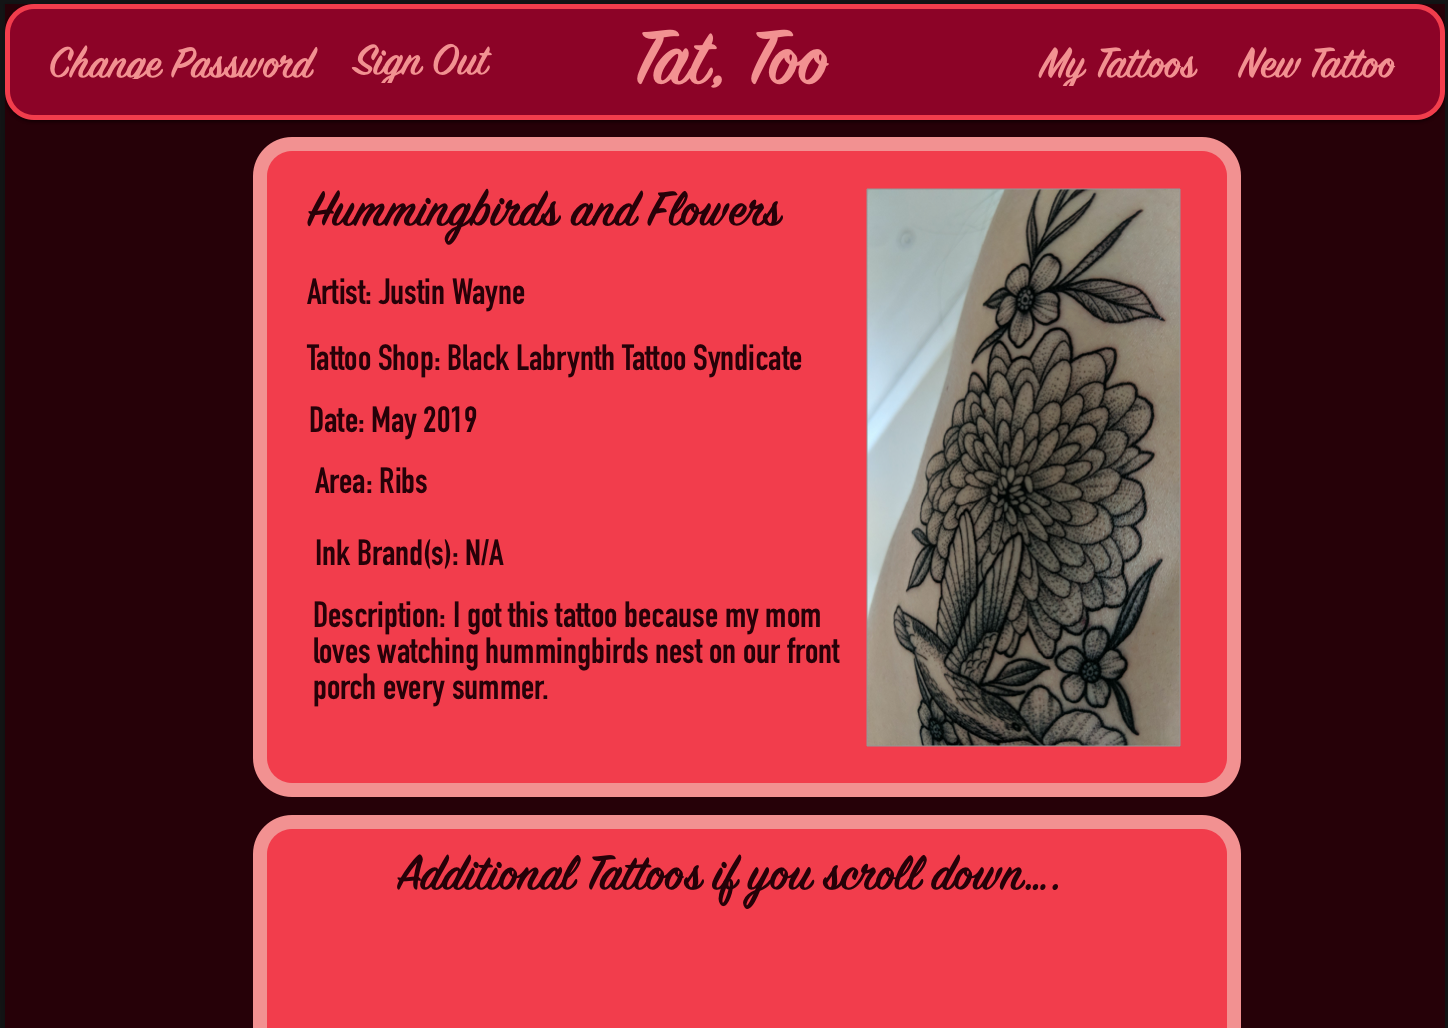 Change Password
Sign Out
Tat, Too
My Tattoos
New Tattoo
Hummingbirds and Flowers
Artist: Justin Wayne
Tattoo Shop: Black Labrynth Tattoo Syndicate
Date: May 2019
Area: Ribs
Ink Brand(s): N/A
Description: I got this tattoo because my mom
loves watching hummingbirds nest on our front
porch every summer.
Additional Tattoos if you scroll down....